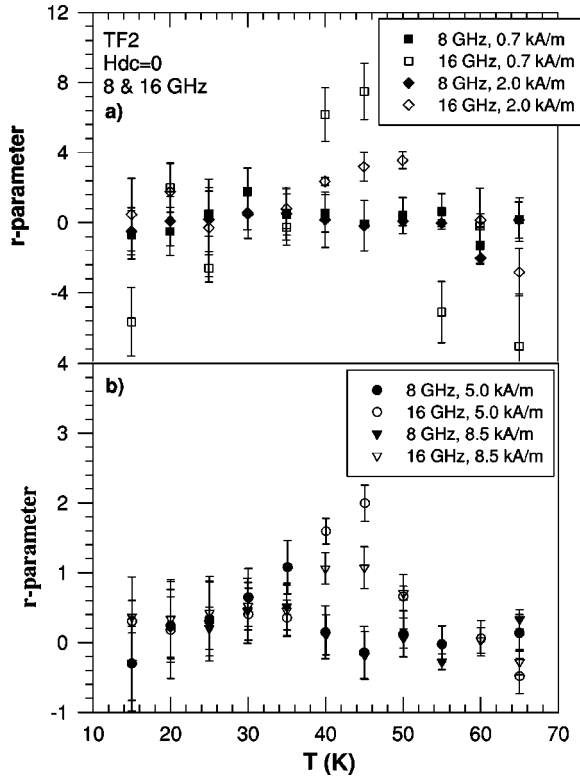 12
8
4
0
-4
4
r-parameter
TF2
Hdc=0
8 & 16 GHz
a)
8 GHz, 0.7 kA/m
16 GHz, 0.7 kA/m
8 GHz, 2.0 kA/m
16 GHz, 2.0 kA/m
b)
8 GHz, 5.0 kA/m
16 GHz, 5.0 kA/m
8 GHz, 8.5 kA/m
16 GHz, 8.5 kA/m
3
2
1
0
-1
r-parameter
10 20 30 40 50 60 70
T (K)